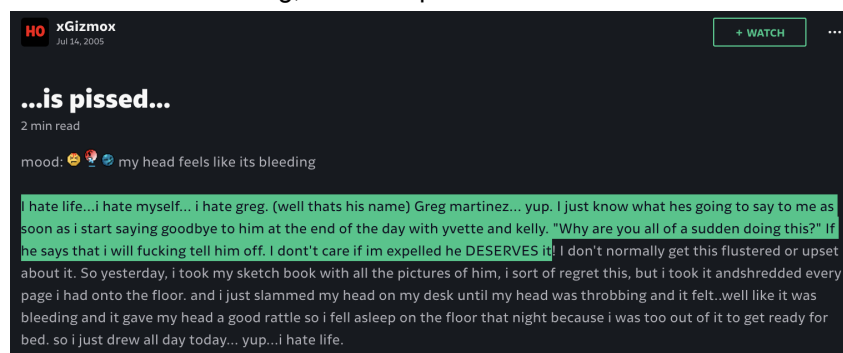 HO xGizmox
Jul 14, 2005
+ WATCH
...is pissed...
2 min read
mood: my head feels like its bleeding
I hate life...i hate myself... i hate greg. (well thats his name) Greg martinez... yup. I just know what hes going to say to me as
soon as i start saying goodbye to him at the end of the day with yvette and kelly. "Why are you all of a sudden doing this?" If
he says that i will fucking tell him off. I dont't care if im expelled he DESERVES it! I don't normally get this flustered or upset
about it. So yesterday, i took my sketch book with all the pictures of him, i sort of regret this, but i took it andshredded every
page i had onto the floor. and i just slammed my head on my desk until my head was throbbing and it felt..well like it was
bleeding and it gave my head a good rattle so i fell asleep on the floor that night because i was too out of it to get ready for
bed. so i just drew all day today... yup...i hate life.